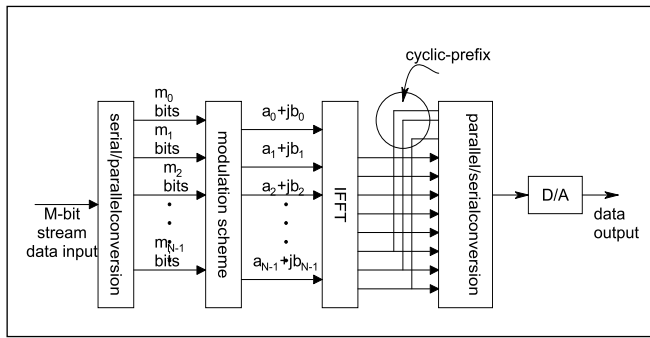 cyclic-prefix
M-bit
stream
data input
serial/parallelconversion
m0
bits
m1
bits
m2
bits
mN-1
bits
modulation scheme
a0+jb0
a1+jb1
a2+jb2
aN-1+jbN-1
IFFT
parallel/serialconversion
D/A
data
output